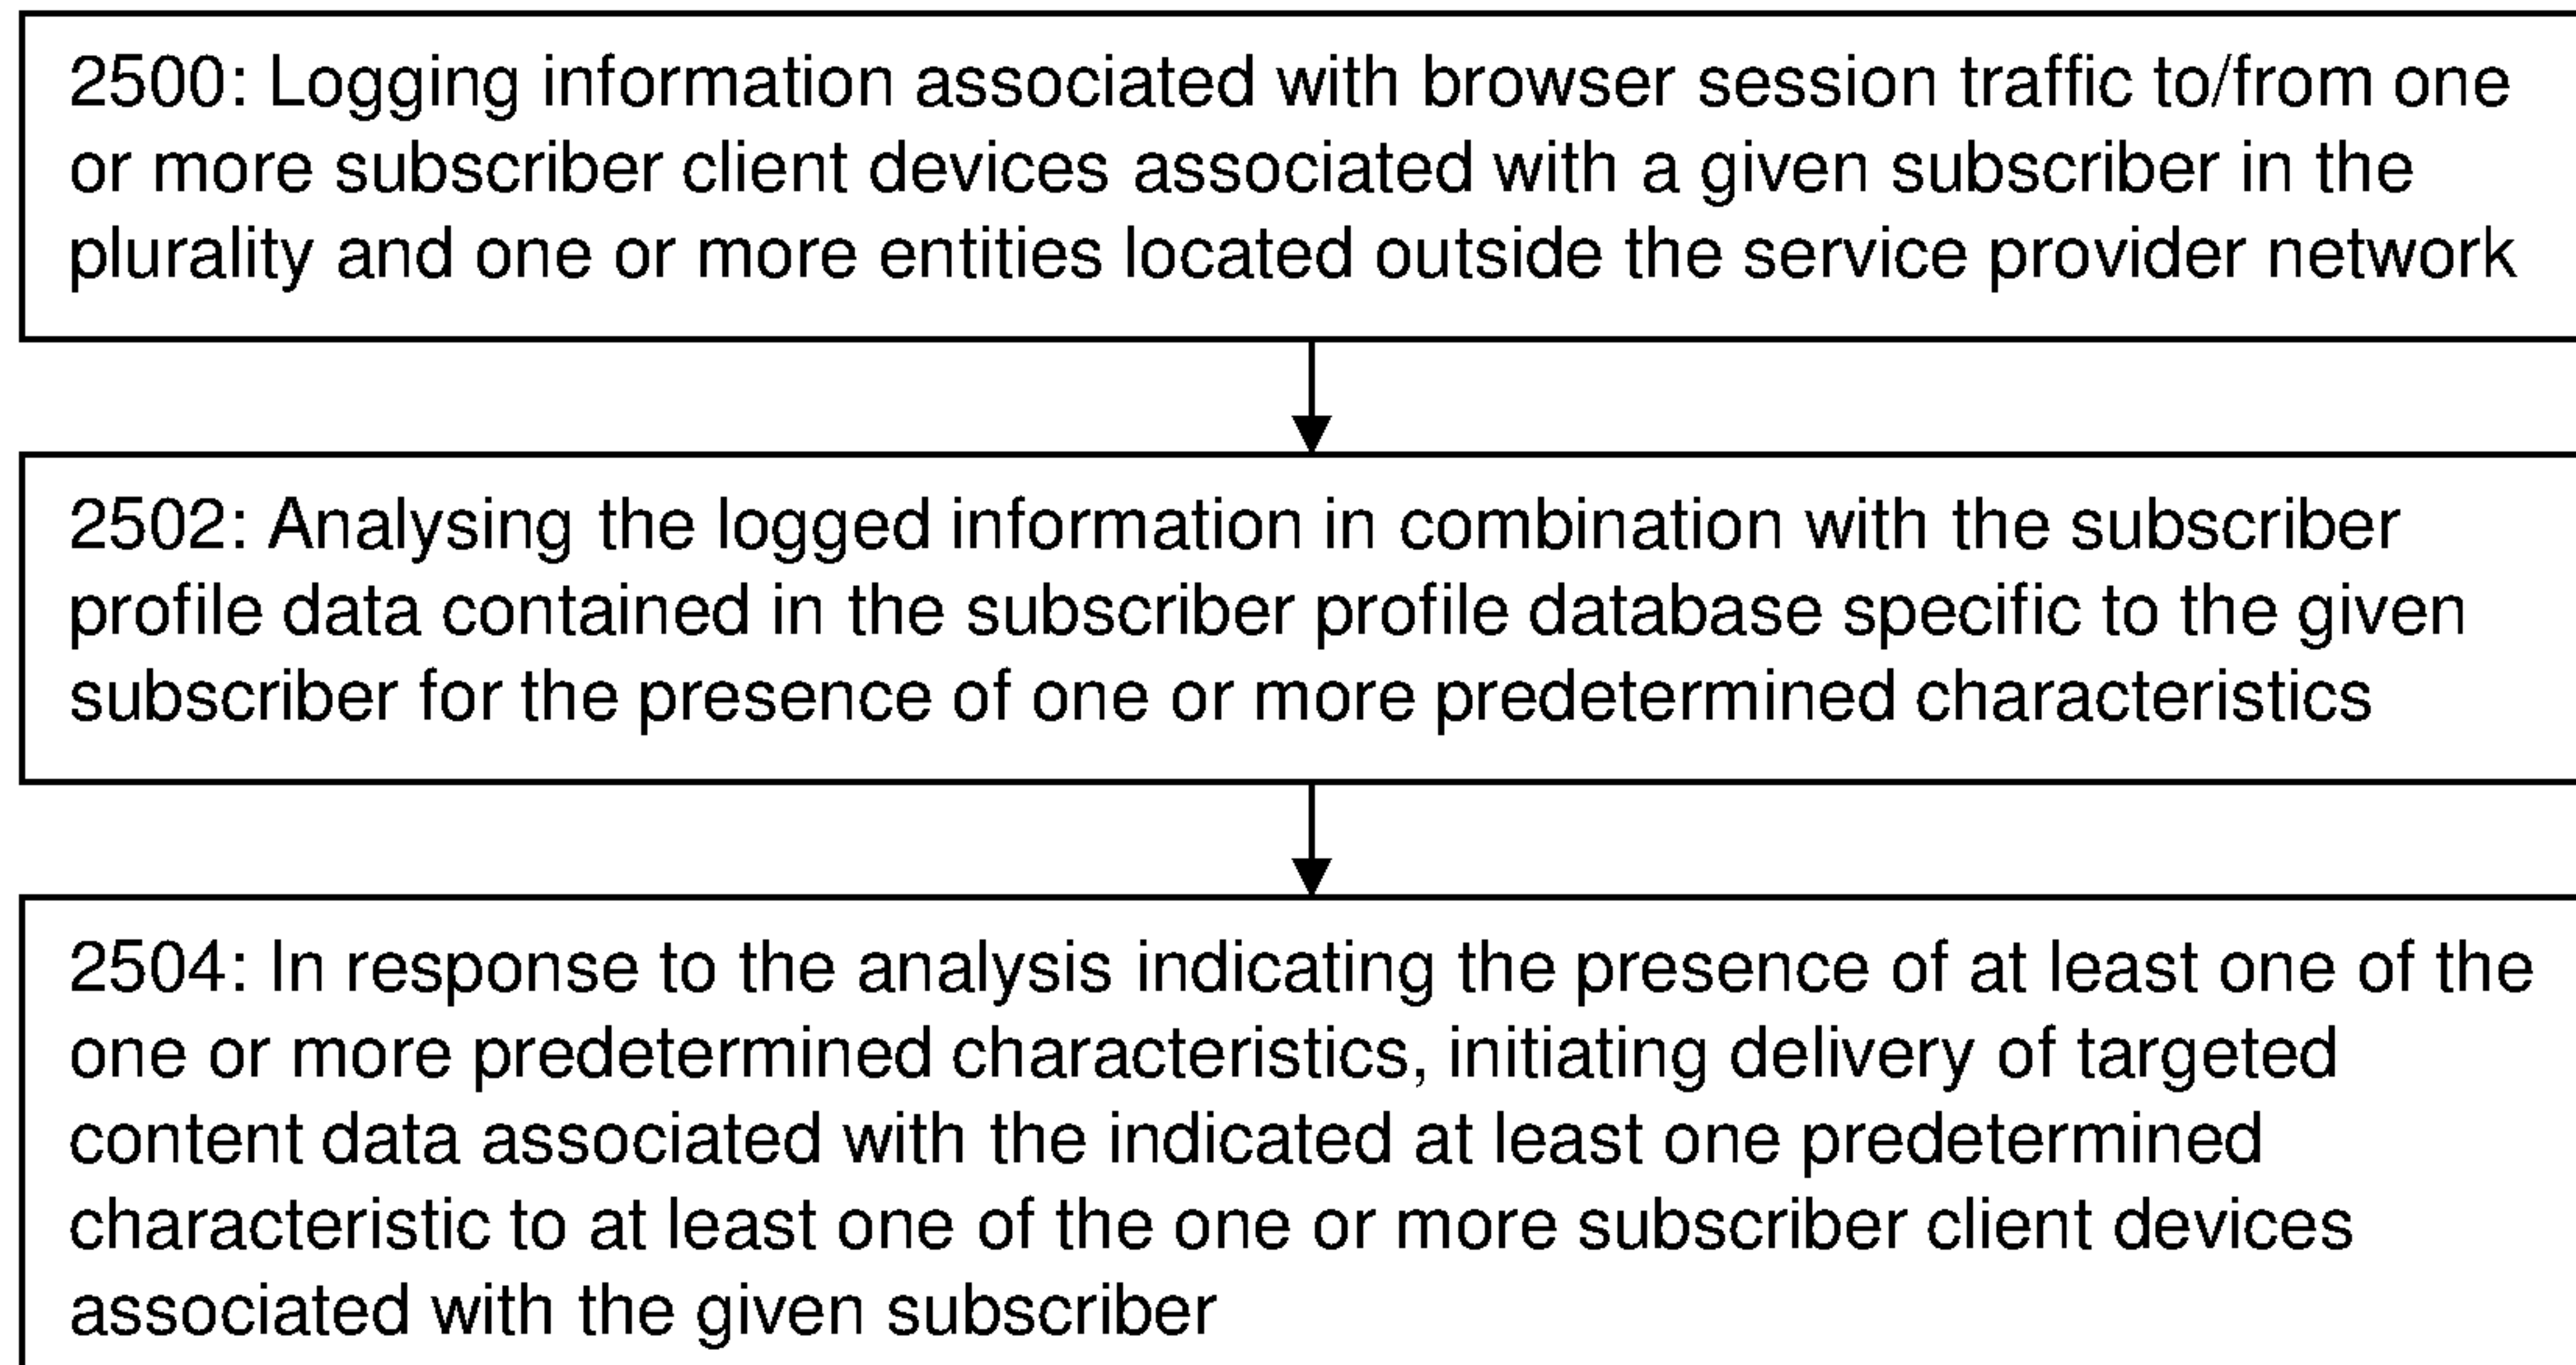 2500: Logging information associated with browser session traffic to/from one
or more subscriber client devices associated with a given subscriber in the
plurality and one or more entities located outside the service provider network
2502: Analysing the logged information in combination with the subscriber
profile data contained in the subscriber profile database specific to the given
subscriber for the presence of one or more predetermined characteristics
2504: In response to the analysis indicating the presence of at least one of the
one or more predetermined characteristics, initiating delivery of targeted
content data associated with the indicated at least one predetermined
characteristic to at least one of the one or more subscriber client devices
associated with the given subscriber